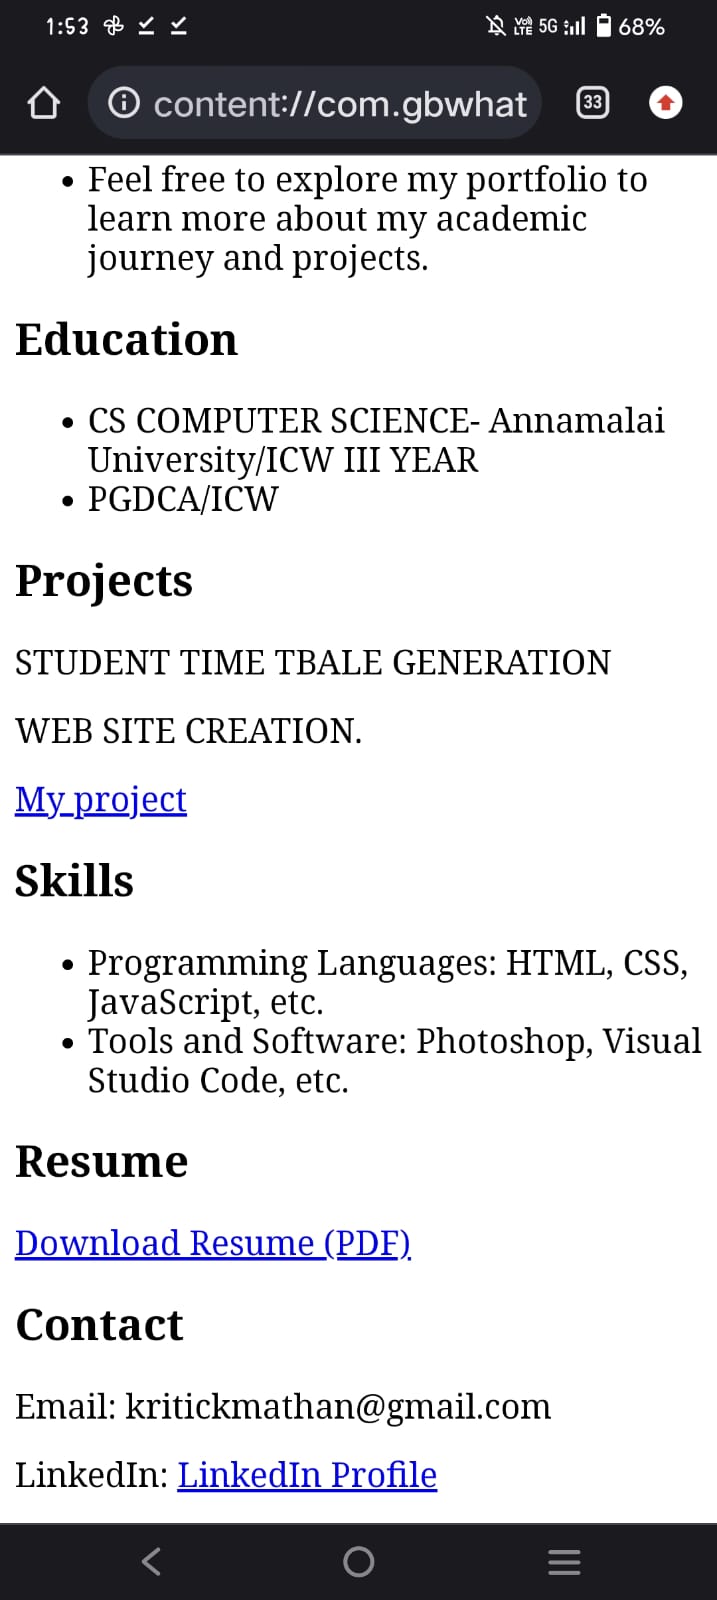 1:53
VoI) LTE 5G 68%
content://com.gbwhat
33
• Feel free to explore my portfolio to
learn more about my academic
journey and projects.
Education
• CS COMPUTER SCIENCE- Annamalai
University/ICW III YEAR
• PGDCA/ICW
Projects
STUDENT TIME TBALE GENERATION
WEB SITE CREATION.
My project
Skills
• Programming Languages: HTML, CSS,
JavaScript, etc.
• Tools and Software: Photoshop, Visual
Studio Code, etc.
Resume
Download Resume (PDF)
Contact
Email: kritickmathan@gmail.com
LinkedIn: LinkedIn Profile